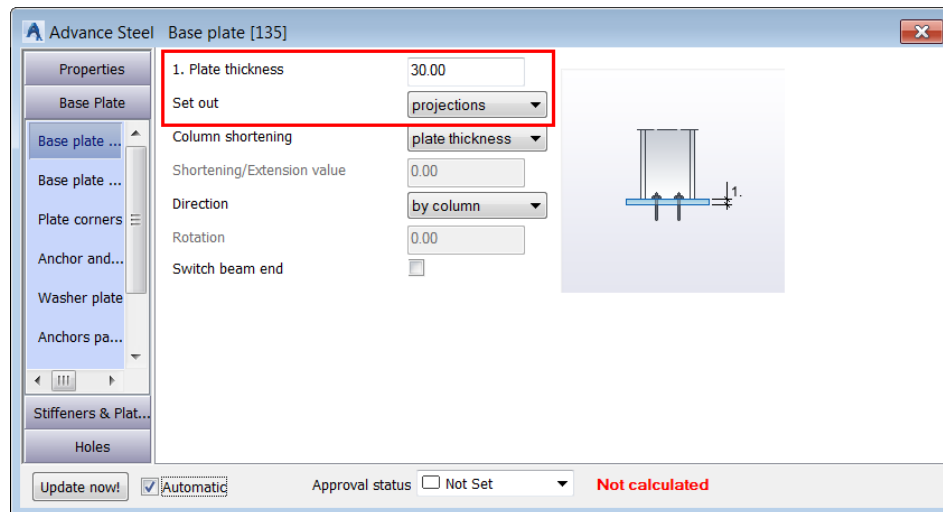 Advance Steel Base plate [135]
Properties
Base Plate
Base plate ...
Base plate ...
Plate corners
Anchor and...
Washer plate
Anchors pa...
Stiffeners & Plat...
Holes
1. Plate thickness 30.00
Set out projections
Column shortening plate thickness
Shortening/Extension value 0.00
Direction by column
Rotation 0.00
Switch beam end
1.
Update now! Automatic Approval status Not Set Not calculated